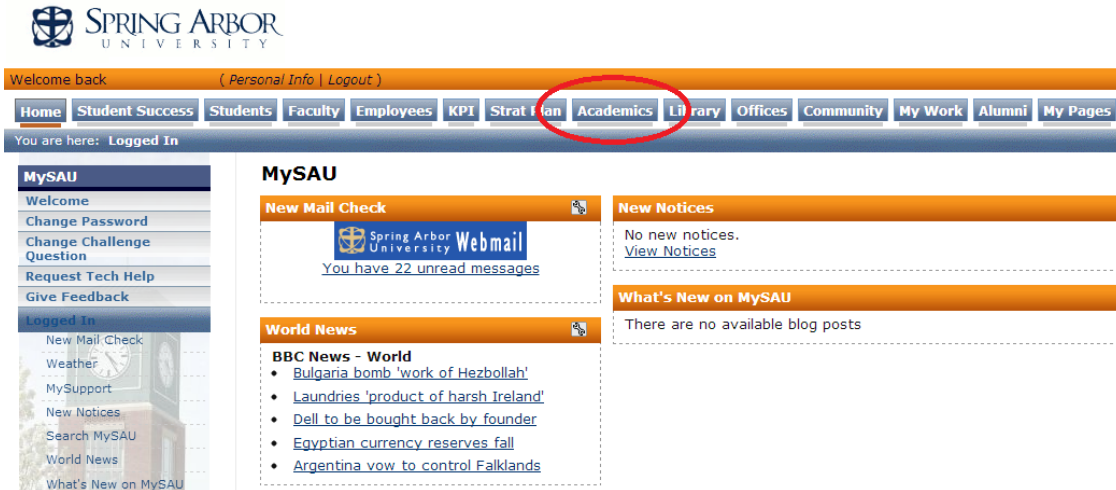 SPRING ARBOR
UNIVERSITY
Welcome back ( Personal Info | Logout )
Home Student Success Students Faculty Employees KPI Strat Plan Academics Library Offices Community My Work Alumni My Pages
You are here: Logged In
MySAU
Welcome
Change Password
Change Challenge
Question
Request Tech Help
Give Feedback
Logged In
New Mail Check
Weather
MySupport
New Notices
Search MySAU
World News
What's New on MySAU
MySAU
New Mail Check
Spring Arbor
University Webmail
You have 22 unread messages
World News
BBC News - World
• Bulgaria bomb 'work of Hezbollah'
• Laundries 'product of harsh Ireland'
• Dell to be bought back by founder
• Egyptian currency reserves fall
• Argentina vow to control Falklands
New Notices
No new notices.
View Notices
What's New on MySAU
There are no available blog posts